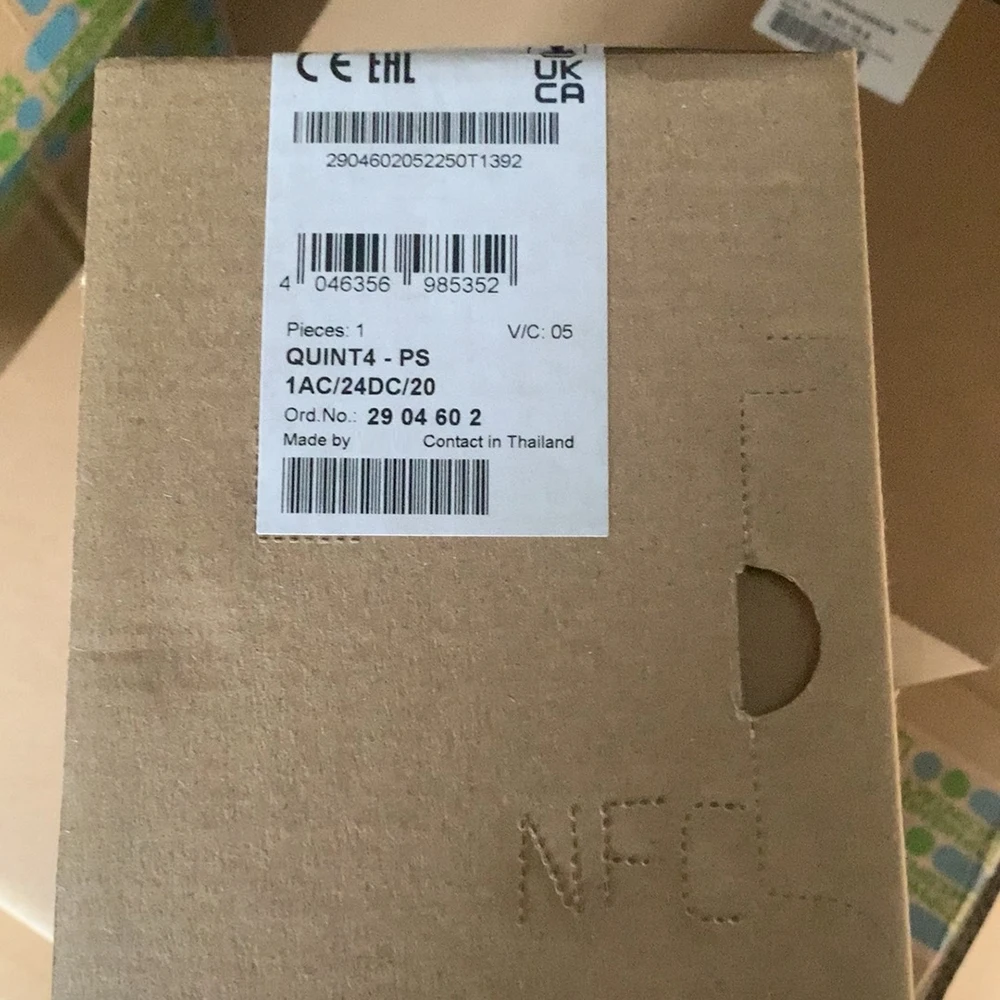 CE EAC
UK
CA
2904602052250T1392
4 046356 985352
Pieces: 1 V/C: 05
QUINT4 - PS
1AC/24DC/20
Ord.No.: 29 04 60 2
Made by Contact in Thailand
NFC